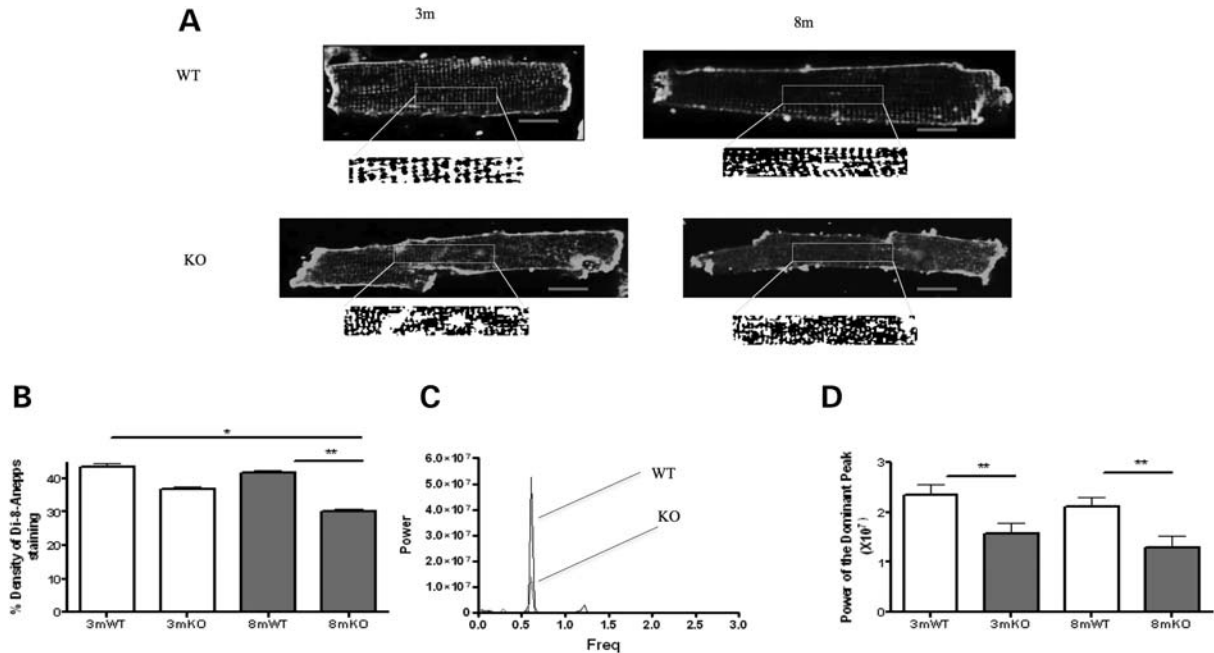 A
3m
8m
WT
KO
B
% Density of Di-8-Anepps
staining
40
30
20
10
0
*
**
3mWT
3mKO
8mWT
8mKO
C
Power
6.0×10⁷
5.0×10⁷
4.0×10⁷
3.0×10⁷
2.0×10⁷
1.0×10⁷
0.0
WT
KO
0.0
0.5
1.0
1.5
2.0
2.5
3.0
Freq
D
Power of the Dominant Peak
(X10⁷)
3
2
1
0
**
**
3mWT
3mKO
8mWT
8mKO